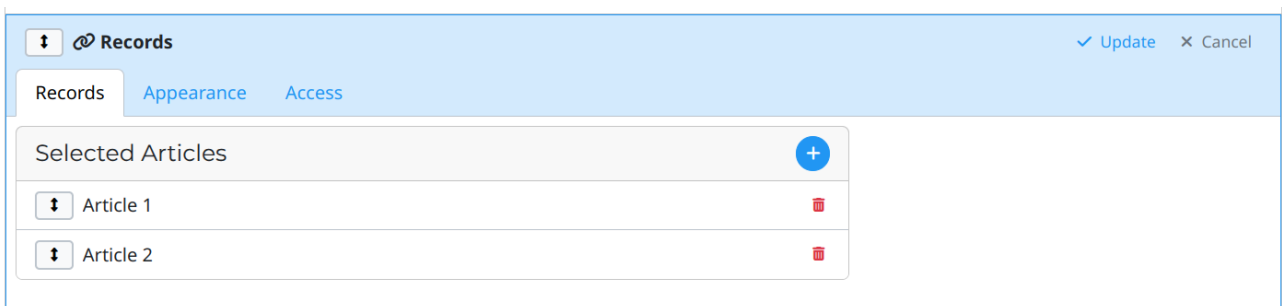 Records
Update Cancel
Records Appearance Access
Selected Articles
Article 1
Article 2